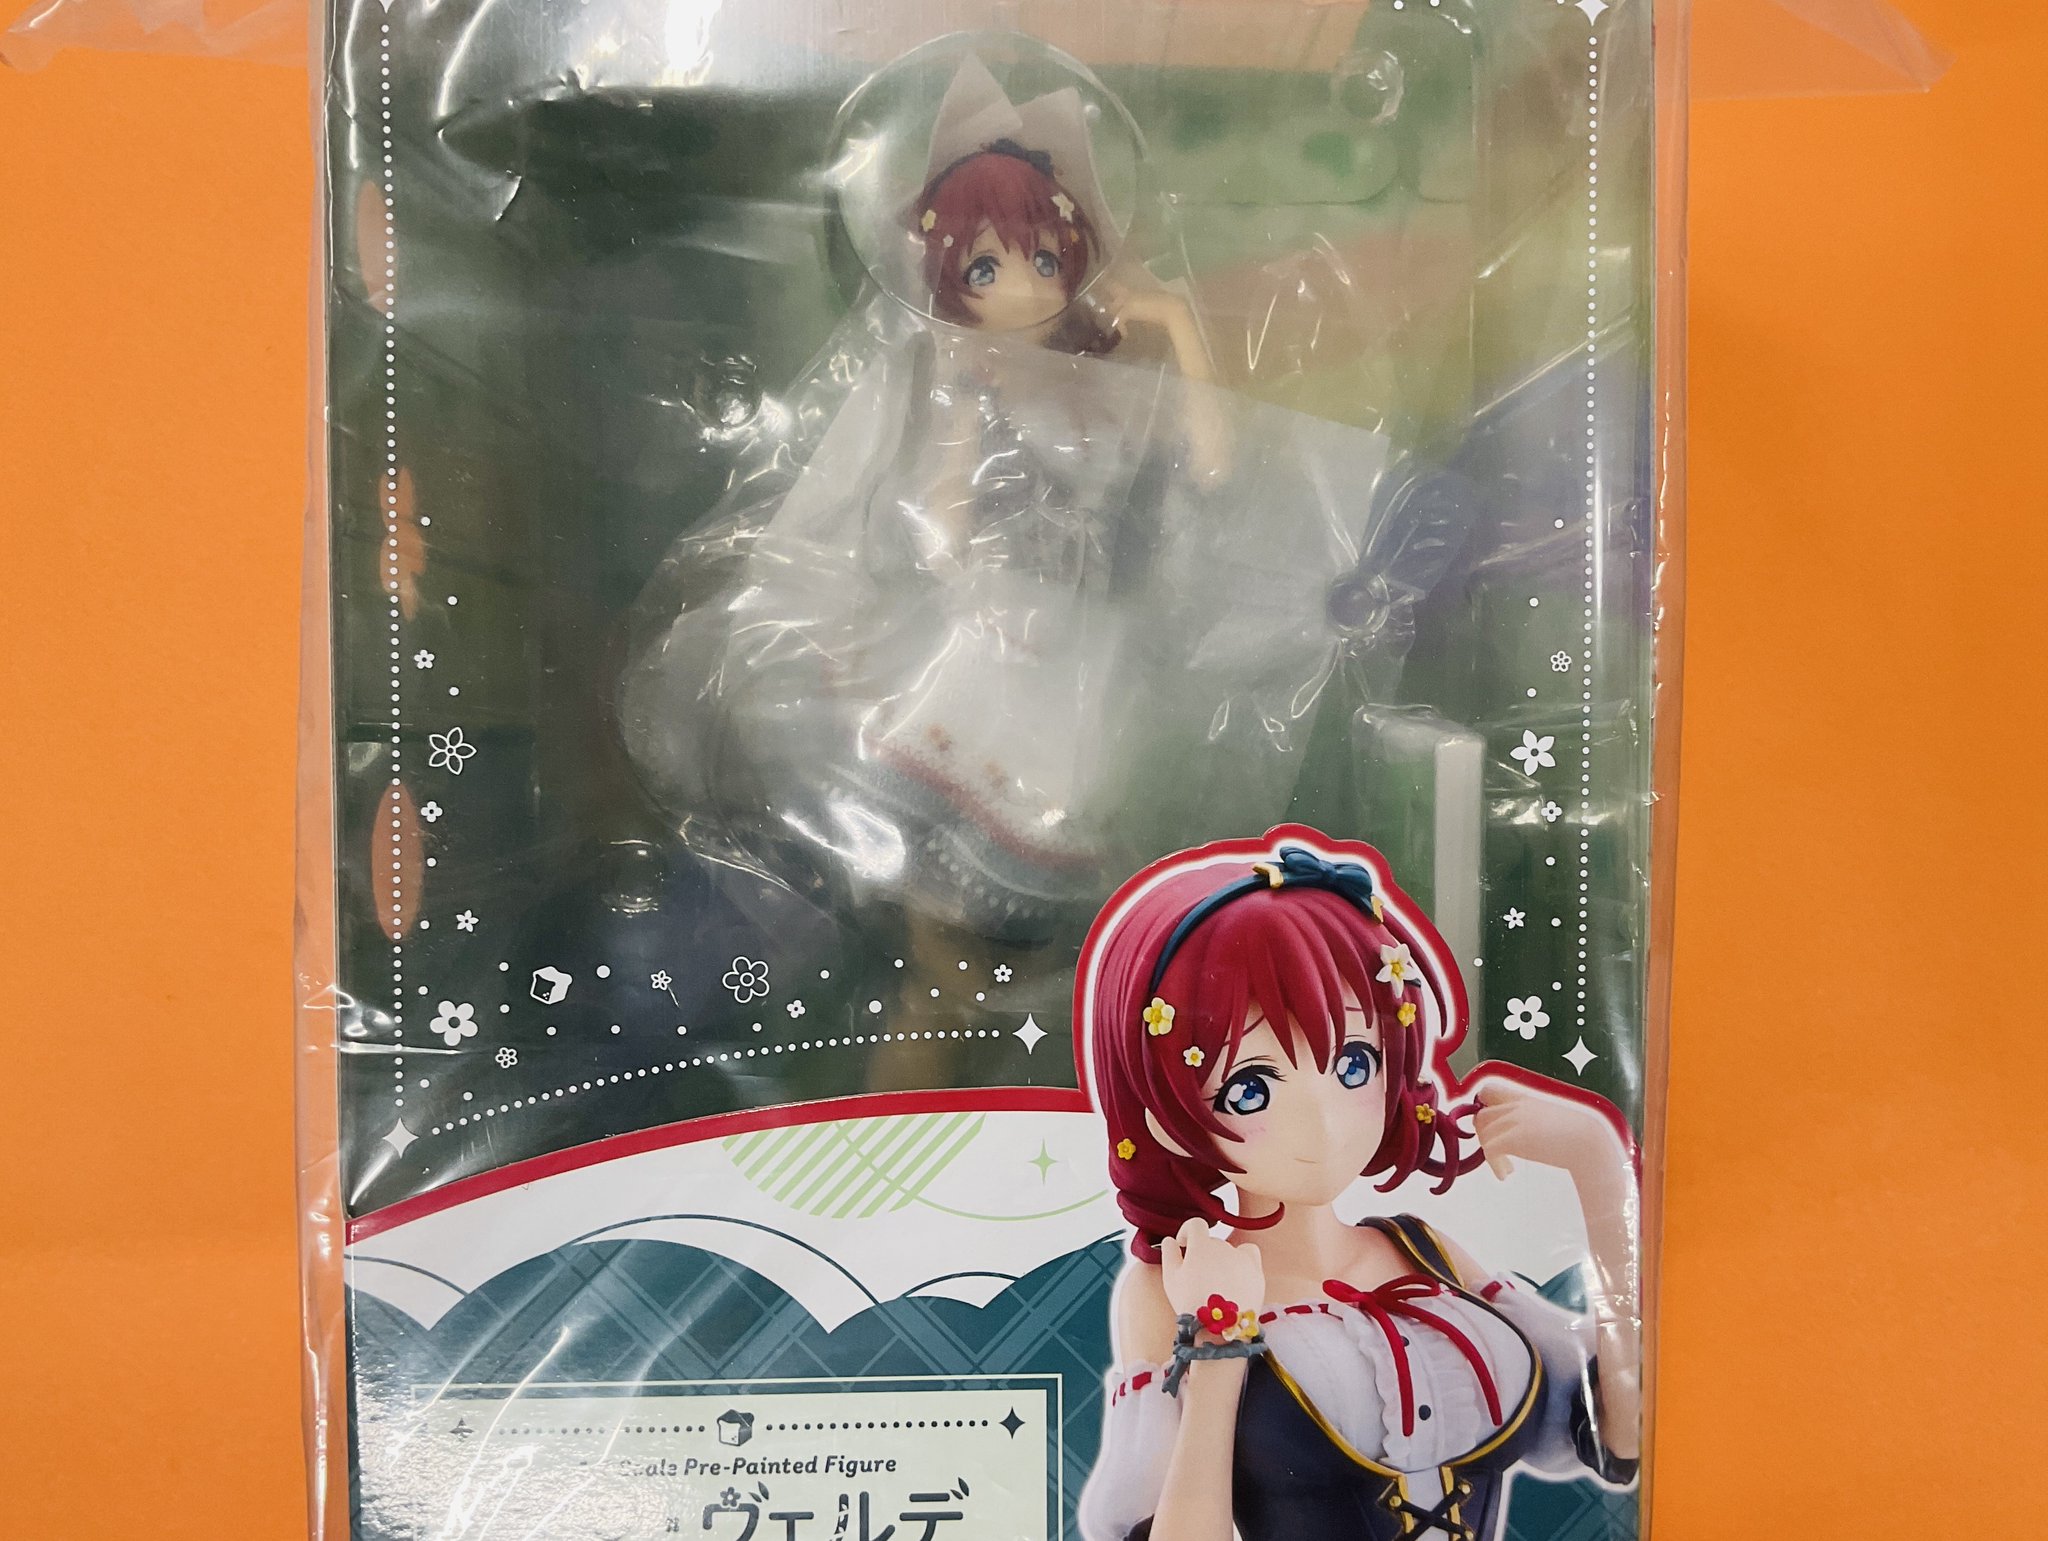 Scale Pre-Painted Figure
ヴェルデ